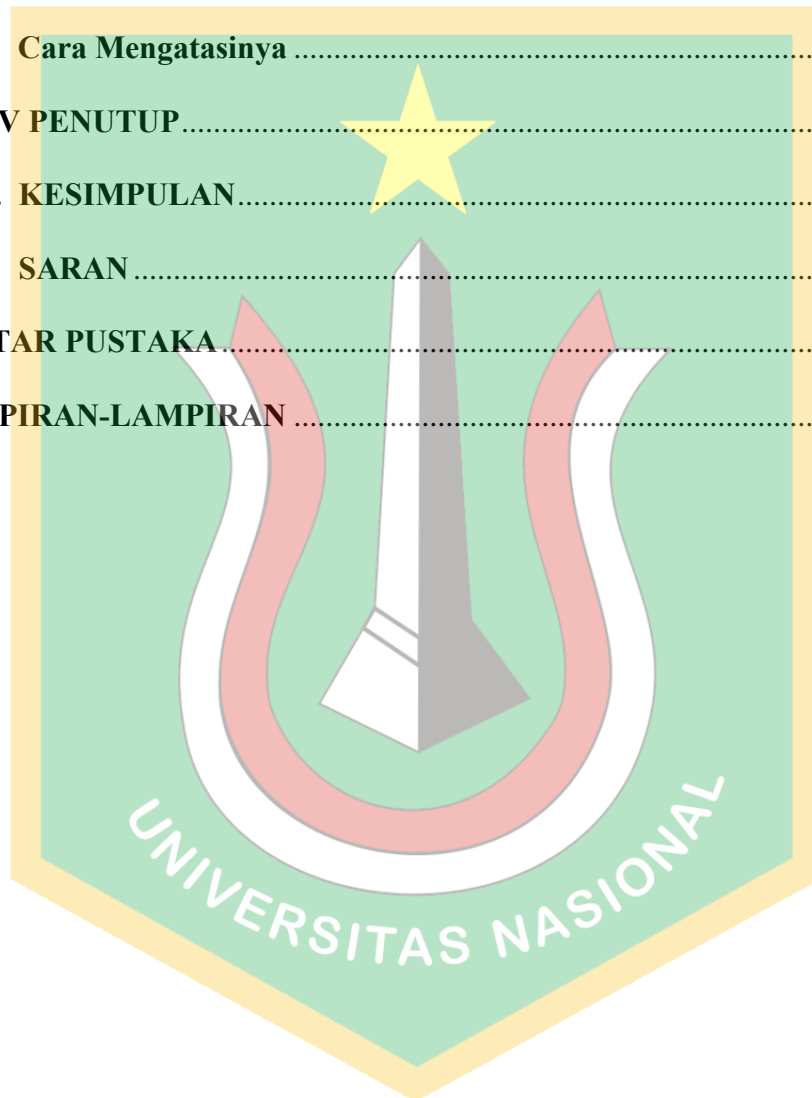 Cara Mengatasinya ..........................................................................
V PENUTUP..........................................................................................
. KESIMPULAN..................................................................................
SARAN .................................................................................................
TAR PUSTAKA ....................................................................................
PIRAN-LAMPIRAN ..........................................................................
UNIVERSITAS NASIONAL